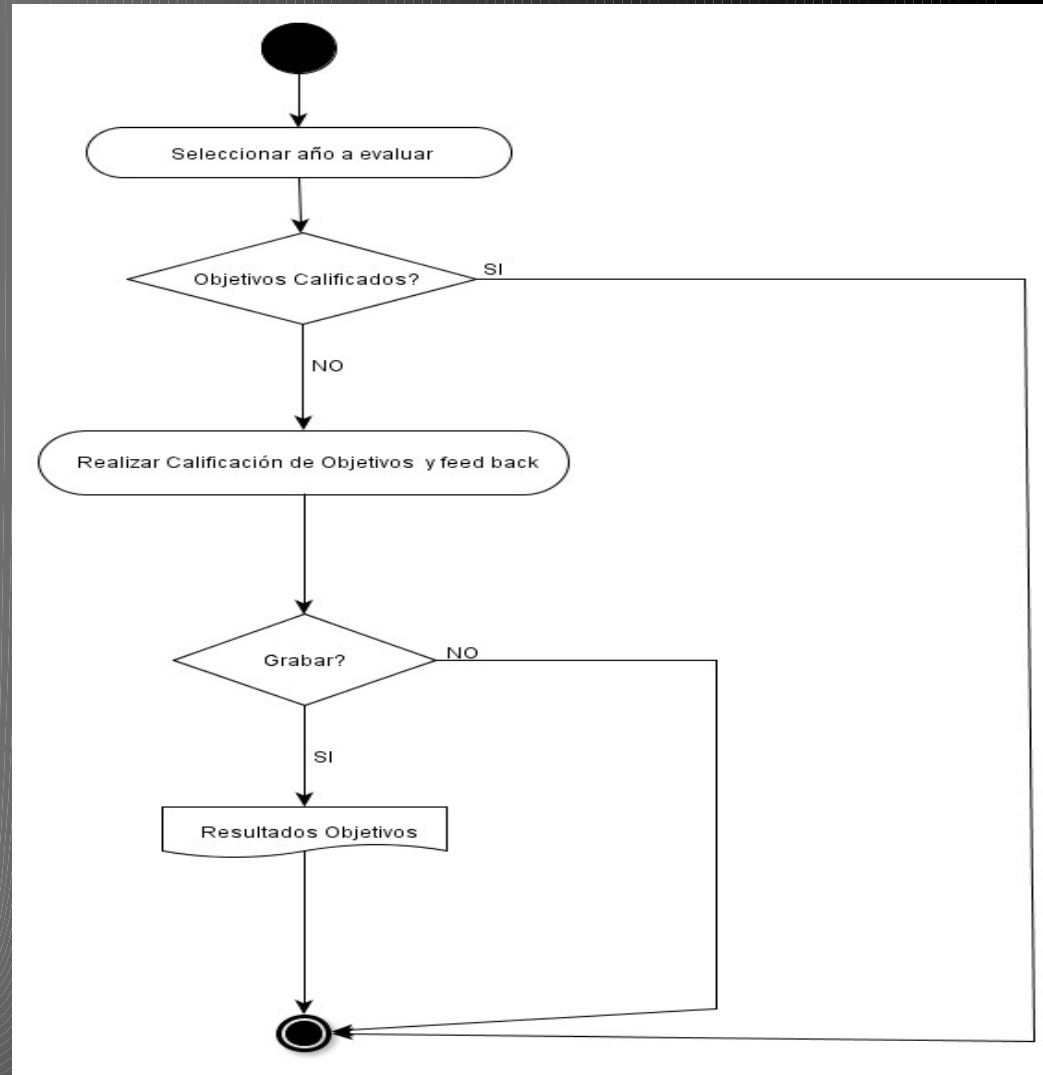 Seleccionar año a evaluar
Objetivos Calificados?
SI
NO
Realizar Calificación de Objetivos y feed back
Grabar?
NO
SI
Resultados Objetivos